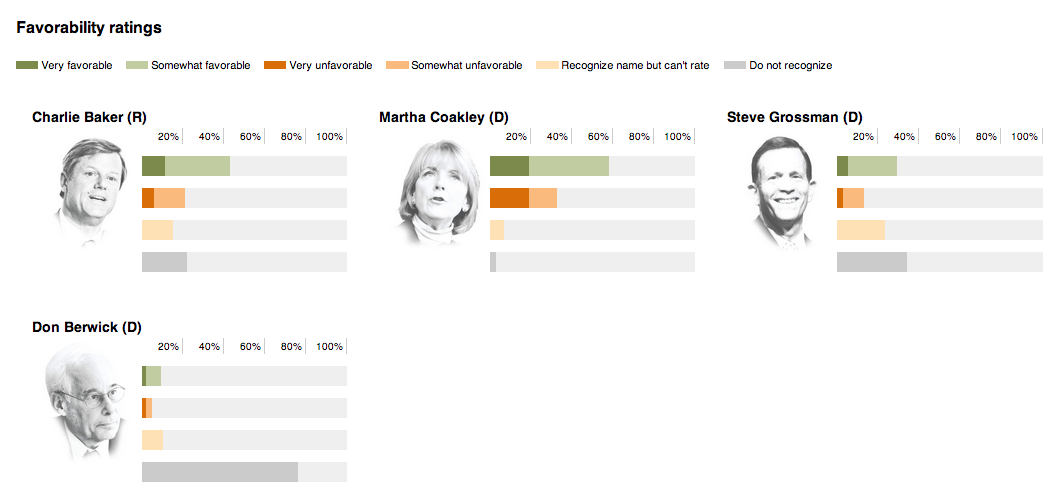 Favorability ratings
Very favorable Somewhat favorable Very unfavorable Somewhat unfavorable Recognize name but can't rate Do not recognize
Charlie Baker (R) Martha Coakley (D) Steve Grossman (D)
20% 40% 60% 80% 100% 20% 40% 60% 80% 100% 20% 40% 60% 80% 100%
Don Berwick (D)
20% 40% 60% 80% 100%